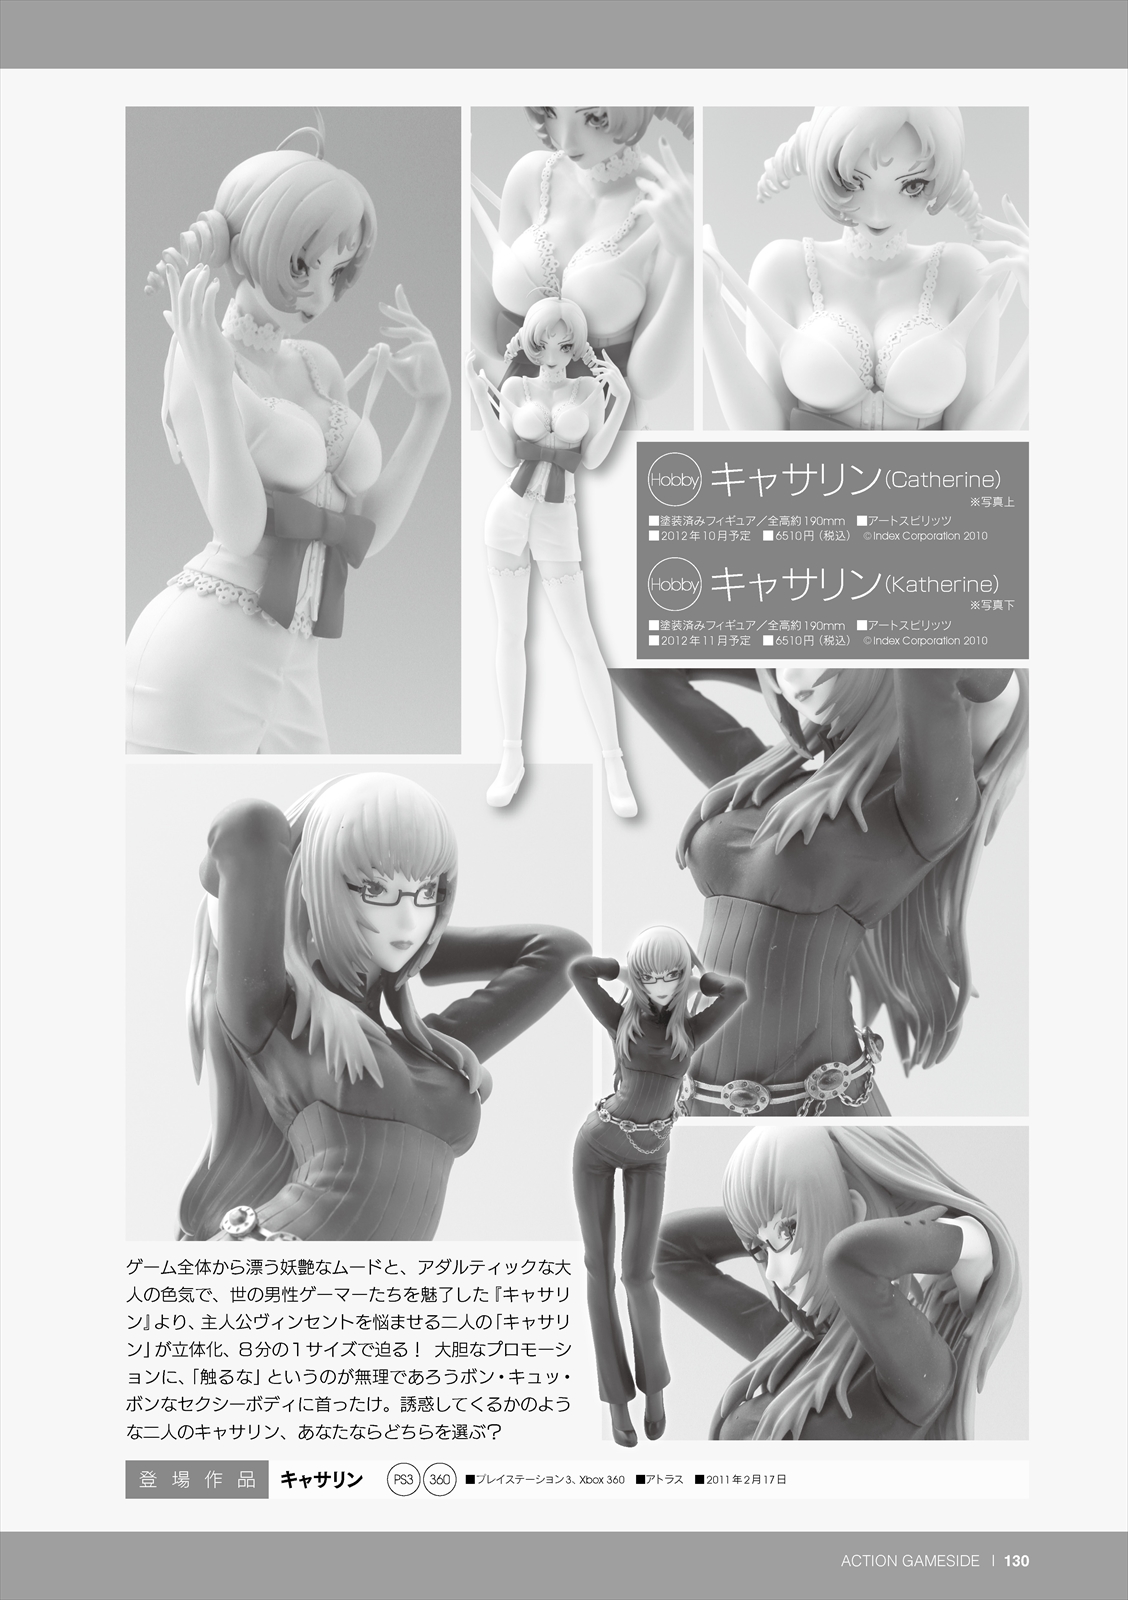 Hobby キャサリン(Catherine)
※写真上
■塗装済みフィギュア／全高約190mm ■アートスピリッツ
■2012年10月予定 ■6510円（税込） ©Index Corporation 2010
Hobby キャサリン(Katherine)
※写真下
■塗装済みフィギュア／全高約190mm ■アートスピリッツ
■2012年11月予定 ■6510円（税込） ©Index Corporation 2010
ゲーム全体から漂う妖艶なムードと、アダルティックな大
人の色気で、世の男性ゲーマーたちを魅了した『キャサリ
ン』より、主人公ヴィンセントを悩ませる二人の「キャサリ
ン」が立体化、８分の１サイズで迫る！ 大胆なプロモーシ
ョンに、「触るな」というのが無理であろうボン・キュッ・
ボンなセクシーボディに首ったけ。誘惑してくるかのよう
な二人のキャサリン、あなたならどちらを選ぶ？
登場作品 キャサリン PS3 360 ■プレイステーション3、Xbox 360 ■アトラス ■2011年2月17日
ACTION GAMESIDE | 130